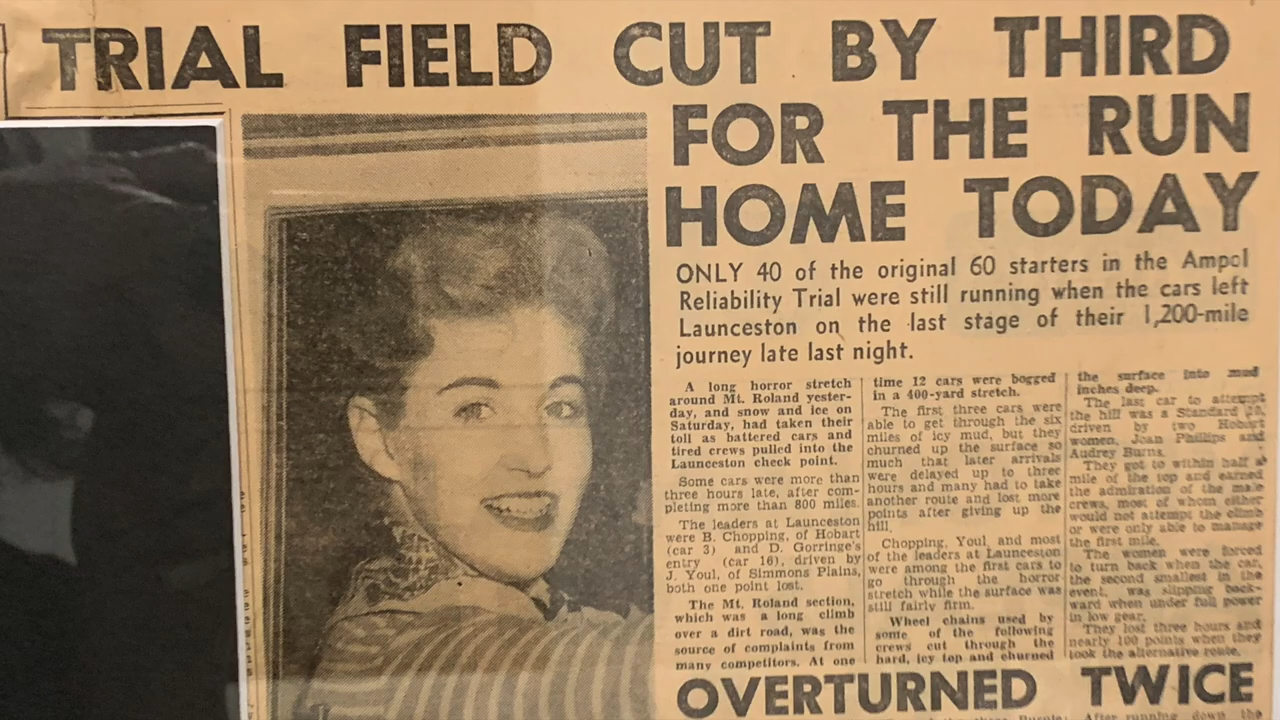 TRIAL FIELD CUT BY THIRD
FOR THE RUN
HOME TODAY
ONLY 40 of the original 60 starters in the Ampol
Reliability Trial were still running when the cars left
Launceston on the last stage of their 1,200-mile
journey late last night.
A long horror stretch
around Mt. Roland yester-
day, and snow and ice on
Saturday, had taken their
toll as battered cars and
tired crews pulled into the
Launceston check point.
Some cars were more than
three hours late, after com-
pleting more than 800 miles.
The leaders at Launceston
were B. Chopping, of Hobart
(car 3) and D. Gorringe's
entry (car 16), driven by
J. Youl, of Simmons Plains,
both one point lost.
The Mt. Roland section,
which was a long climb
over a dirt road, was the
source of complaints from
many competitors. At one
time 12 cars were bogged
in a 400-yard stretch.
The first three cars were
able to get through the six
miles of icy mud, but they
churned up the surface so
much that later arrivals
were delayed up to three
hours and many had to take
another route and lost more
points after giving up the
hill.
Chopping, Youl, and most
of the leaders at Launceston
were among the first cars to
go through the horror
stretch while the surface was
still fairly firm.
Wheel chains used by
some of the following
crews cut through the
hard, icy top and churned
the surface into mud
inches deep.
The last car to attempt
the hill was a Standard 10,
driven by two Hobart
women, Joan Phillips and
Audrey Burns.
They got to within half a
mile of the top and earned
the admiration of the male
crews, most of whom either
would not attempt the climb
or were only able to manage
the first mile.
The women were forced
to turn back when the car,
the second smallest in the
event, was slipping back-
ward when under full power
in low gear.
They lost three hours and
nearly 100 points when they
took the alternative route.
OVERTURNED TWICE
After running down the